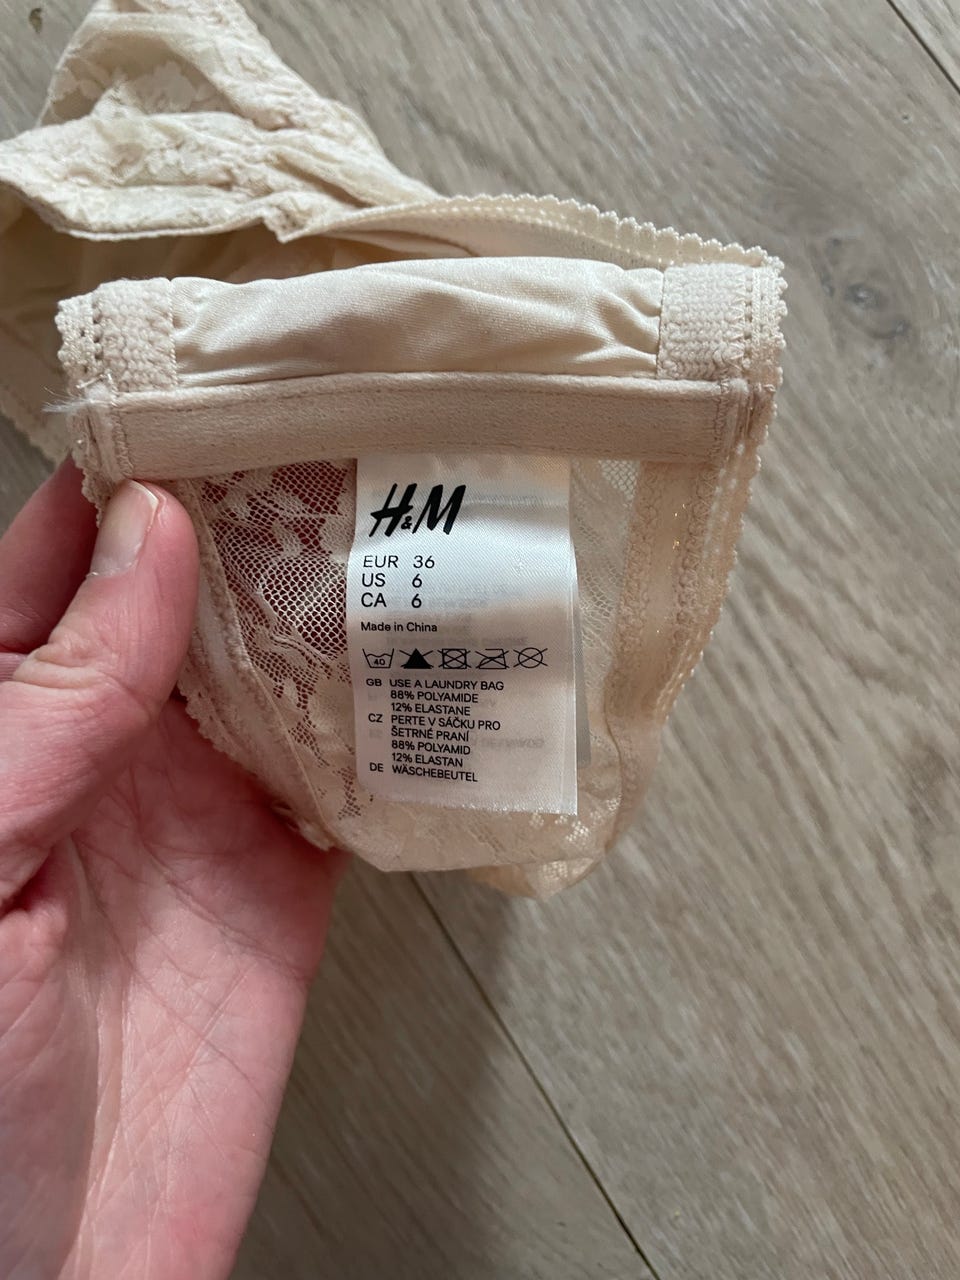 H&M
EUR 36
US 6
CA 6
Made in China
40
GB USE A LAUNDRY BAG
88% POLYAMIDE
12% ELASTANE
CZ PERTE V SÁČKU PRO
ŠETRNÉ PRANÍ
88% POLYAMID
12% ELASTAN
DE WÄSCHEBEUTEL